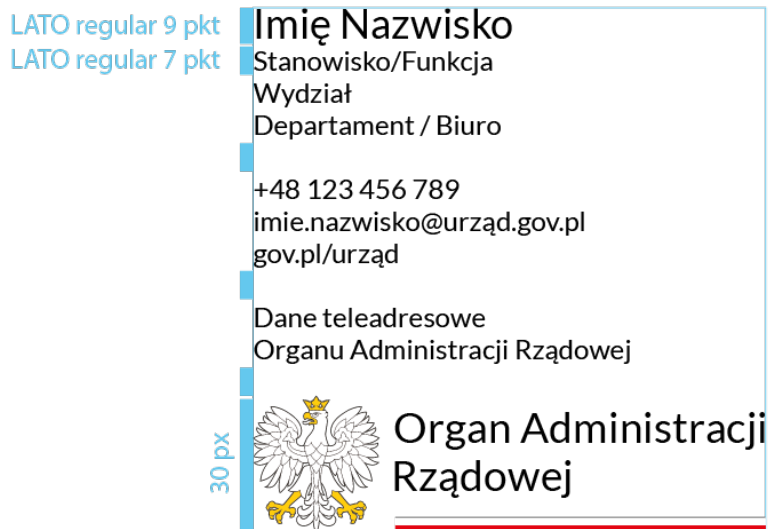 LATO regular 9 pkt
Imię Nazwisko
LATO regular 7 pkt
Stanowisko/Funkcja
Wydział
Departament / Biuro
+48 123 456 789
imie.nazwisko@urząd.gov.pl
gov.pl/urząd
Dane teleadresowe
Organu Administracji Rządowej
30 px
Organ Administracji
Rządowej